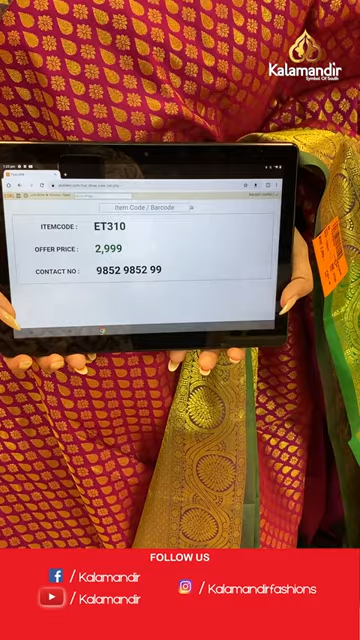 Kalamandir
Symbol Of South
Item Code / Barcode
ITEMCODE : ET310
OFFER PRICE : 2,999
CONTACT NO : 9852 9852 99
FOLLOW US
/ Kalamandir
/ Kalamandirfashions
/ Kalamandir